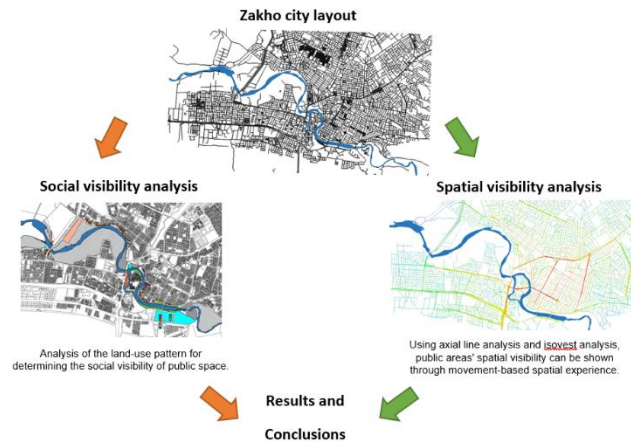 Zakho city layout
Social visibility analysis
Spatial visibility analysis
Analysis of the land-use pattern for
determining the social visibility of public space.
Using axial line analysis and isovest analysis,
public areas' spatial visibility can be shown
through movement-based spatial experience.
Results and
Conclusions